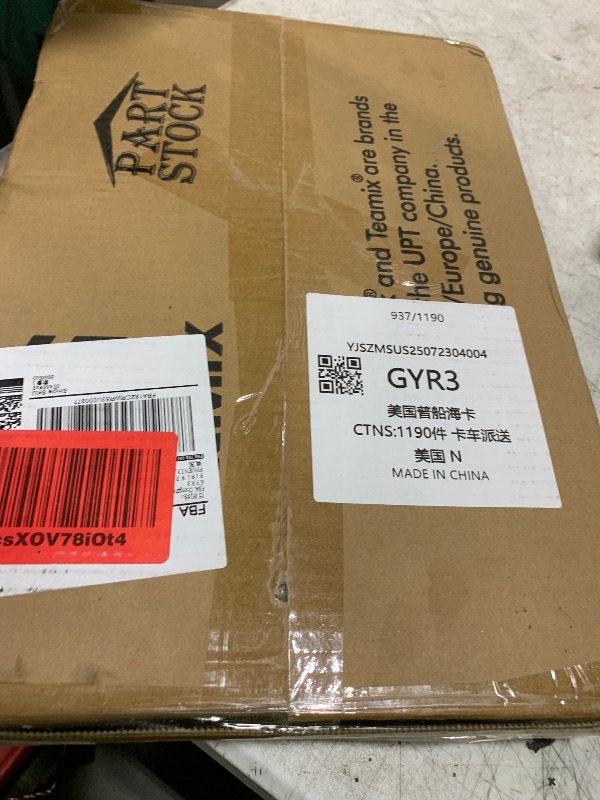 PART
STOCK
® and Teamix® are brands
the UPT company in the
/Europe/China.
genuine products.
937/1190
YJSZMSUS25072304004
GYR3
美国普船海卡
CTNS:1190件 卡车派送
美国 N
MADE IN CHINA
FBA
GYR3
csXOV78iOt4